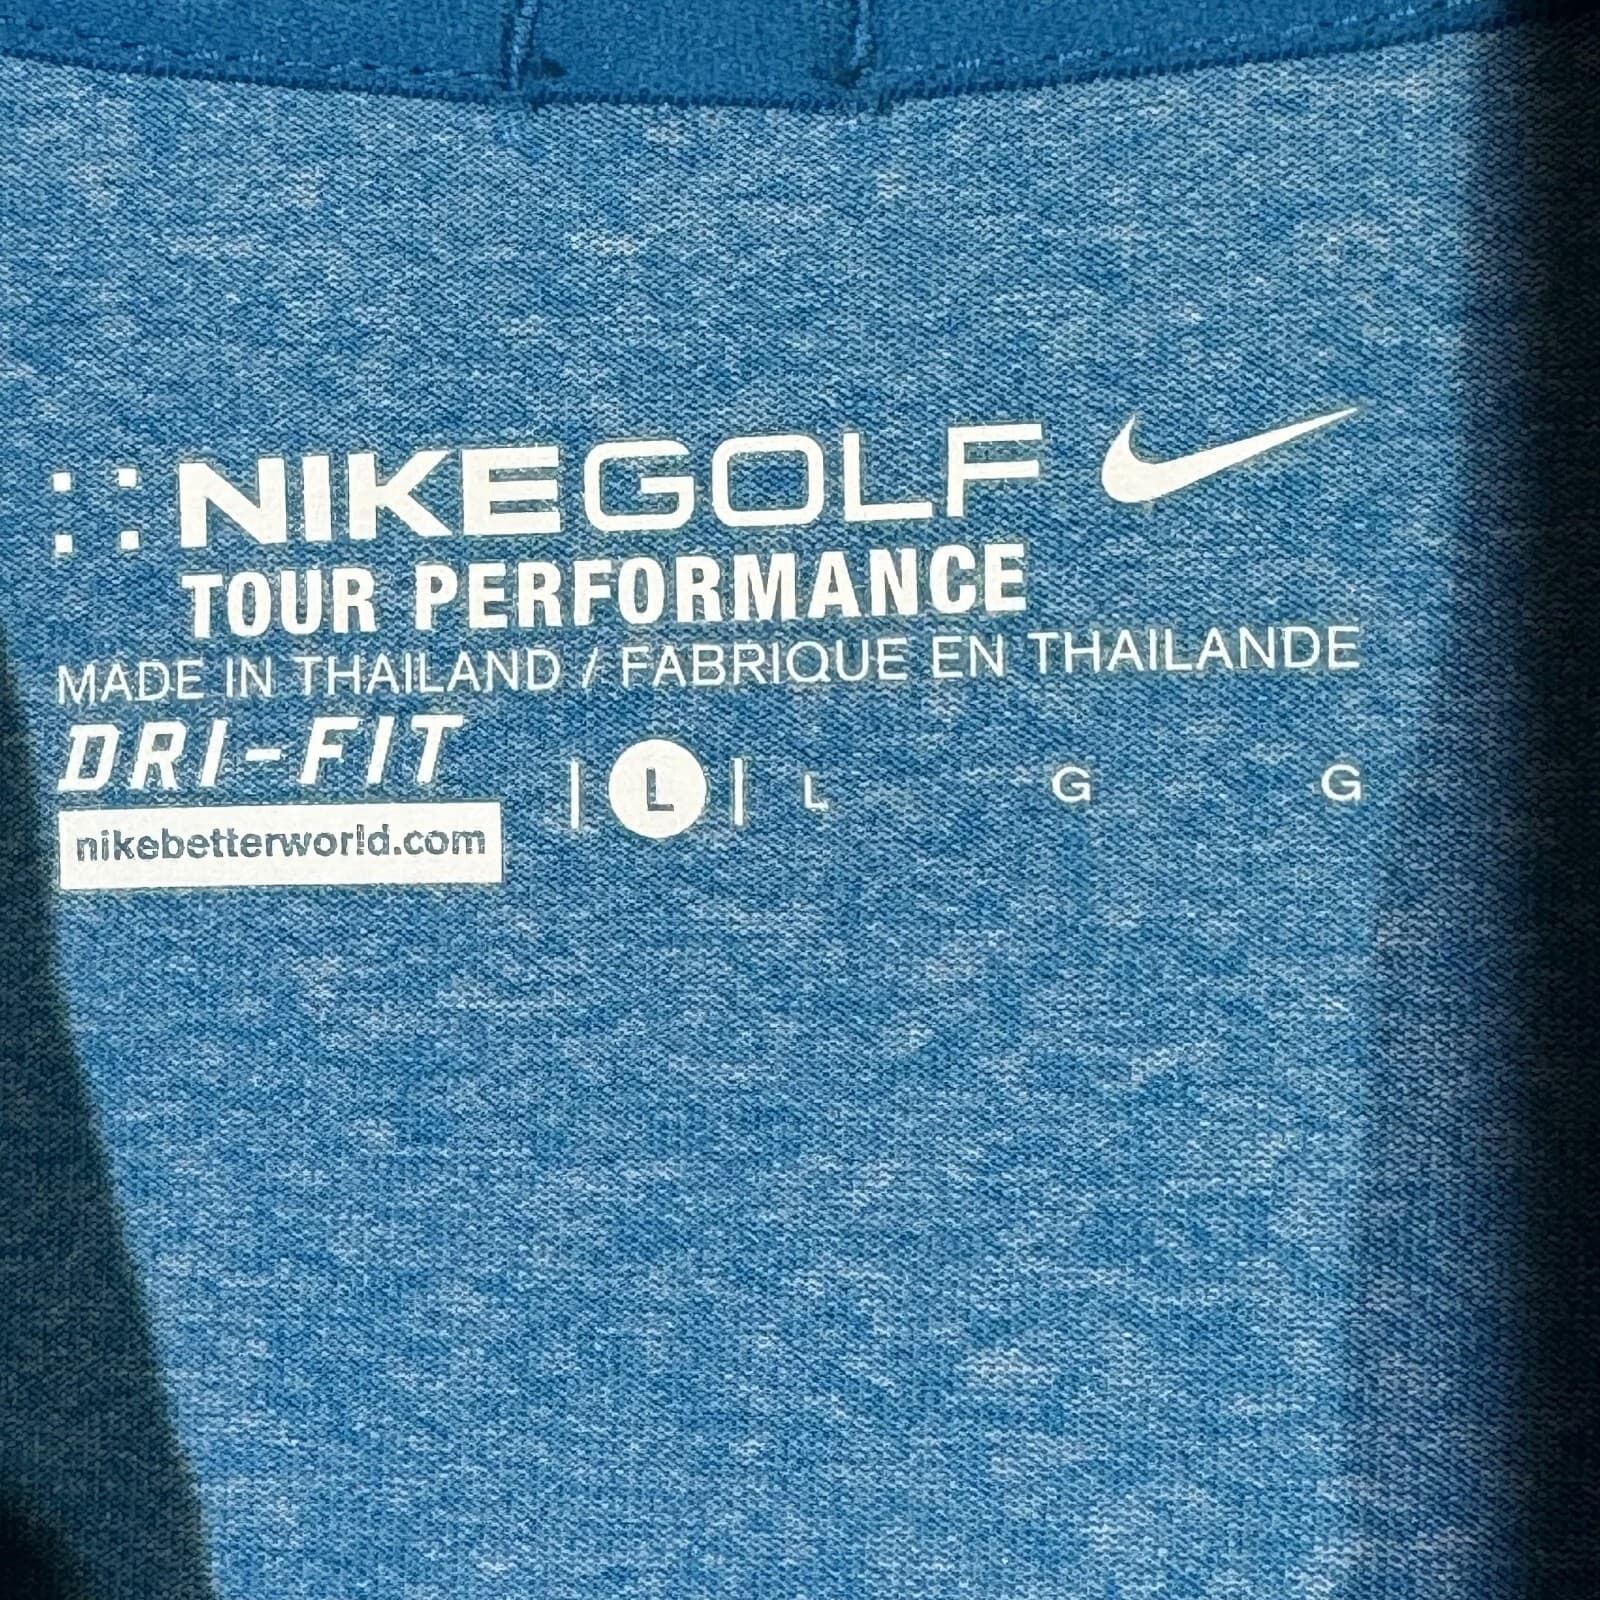 NIKEGOLF
TOUR PERFORMANCE
MADE IN THAILAND / FABRIQUE EN THAILANDE
DRI-FIT
| L | L G G
nikebetterworld.com